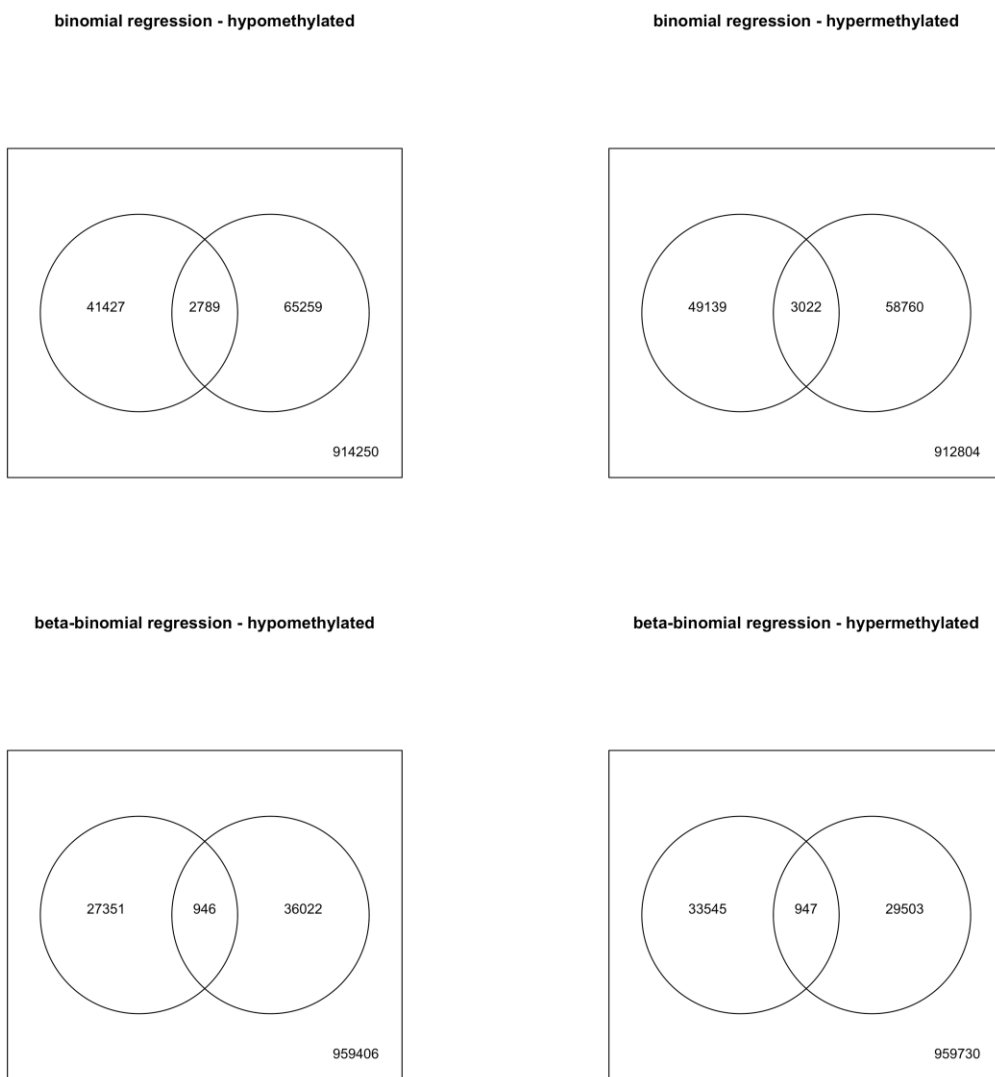 binomial regression - hypomethylated
binomial regression - hypermethylated
41427 2789 65259
914250
49139 3022 58760
912804
beta-binomial regression - hypomethylated
beta-binomial regression - hypermethylated
27351 946 36022
959406
33545 947 29503
959730